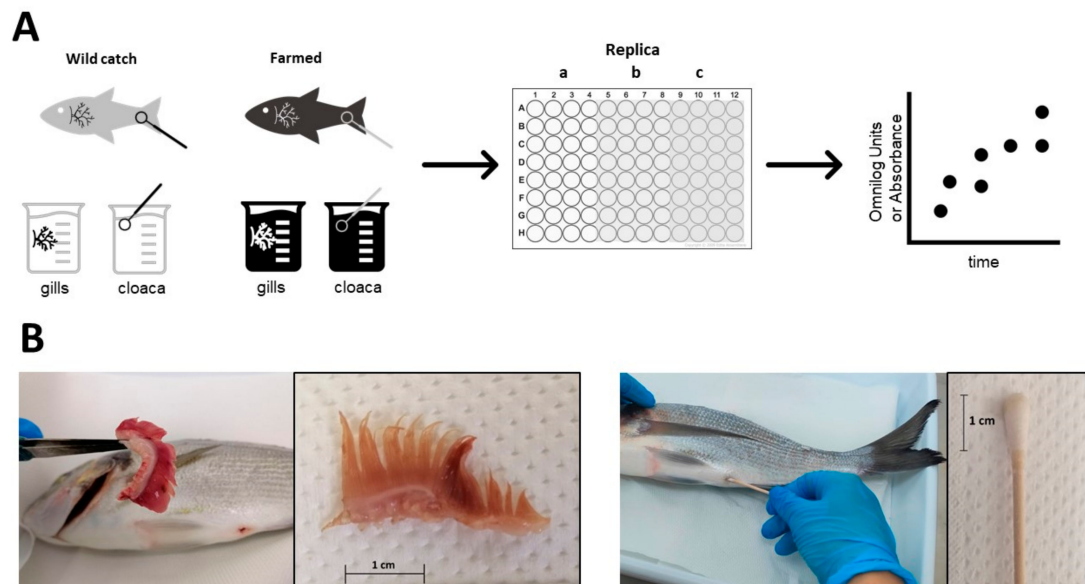 A
Wild catch
Farmed
gills
cloaca
gills
cloaca
Replica
a b c
1 2 3 4 5 6 7 8 9 10 11 12
A
B
C
D
E
F
G
H
Omnilog Units
or Absorbance
time
B
1 cm
1 cm